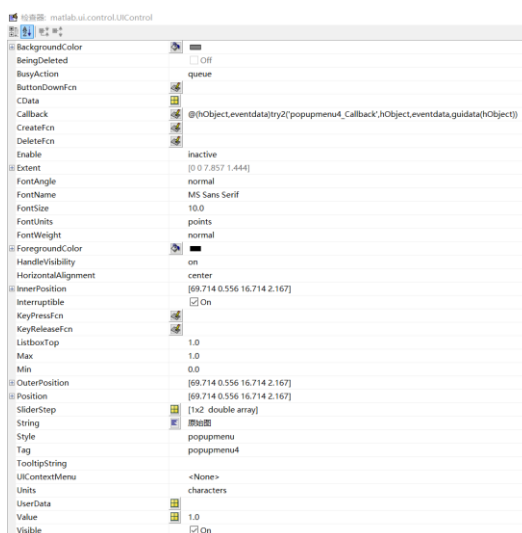 检查器: matlab.ui.control.UIControl
BackgroundColor
BeingDeleted Off
BusyAction queue
ButtonDownFcn
CData
Callback @(hObject,eventdata)try2('popupmenu4_Callback',hObject,eventdata,guidata(hObject))
CreateFcn
DeleteFcn
Enable inactive
Extent [0 0 7.857 1.444]
FontAngle normal
FontName MS Sans Serif
FontSize 10.0
FontUnits points
FontWeight normal
ForegroundColor
HandleVisibility on
HorizontalAlignment center
InnerPosition [69.714 0.556 16.714 2.167]
Interruptible On
KeyPressFcn
KeyReleaseFcn
ListboxTop 1.0
Max 1.0
Min 0.0
OuterPosition [69.714 0.556 16.714 2.167]
Position [69.714 0.556 16.714 2.167]
SliderStep [1x2 double array]
String 原始图
Style popupmenu
Tag popupmenu4
TooltipString
UIContextMenu <None>
Units characters
UserData
Value 1.0
Visible On